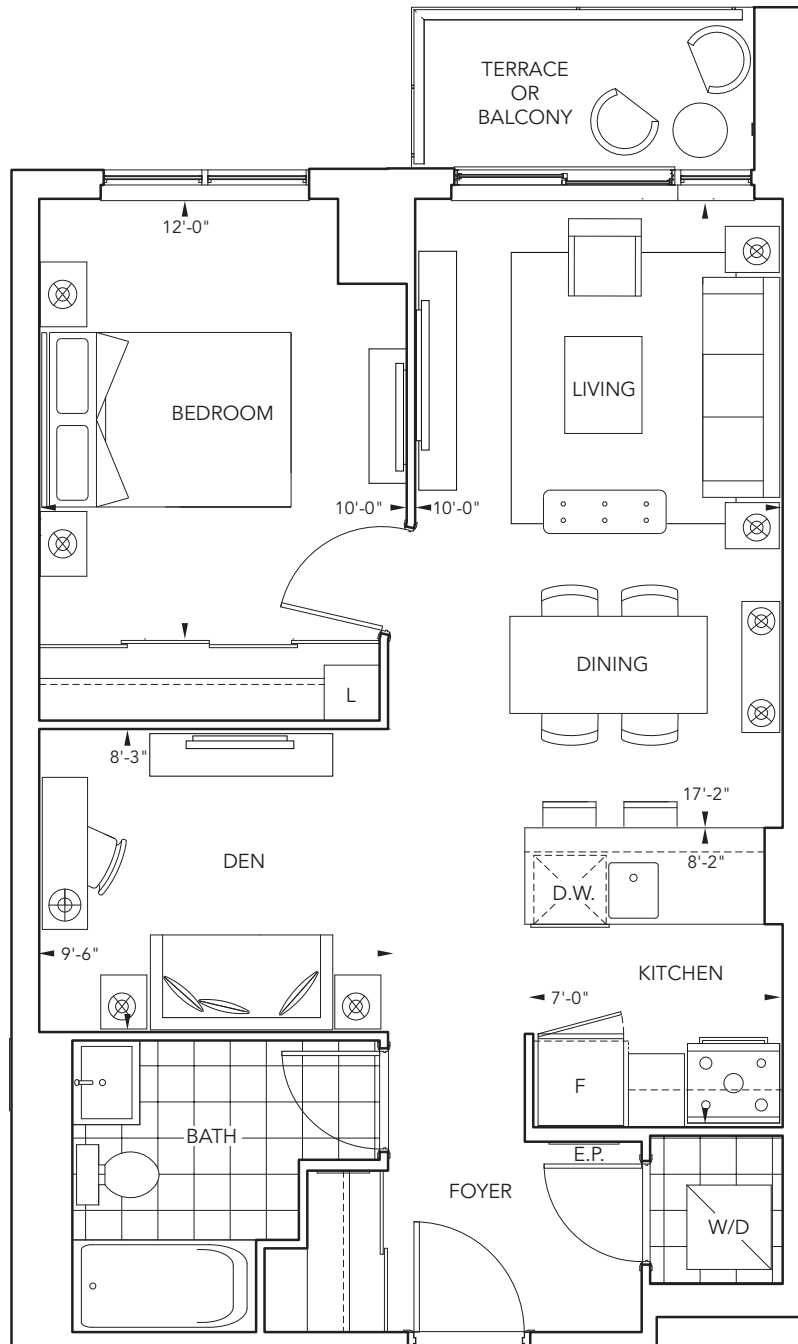 TERRACE
OR
BALCONY
12'-0"
BEDROOM
LIVING
10'-0"
10'-0"
DINING
L
8'-3"
17'-2"
8'-2"
DEN
D.W.
9'-6"
KITCHEN
7'-0"
F
BATH
E.P.
FOYER
W/D